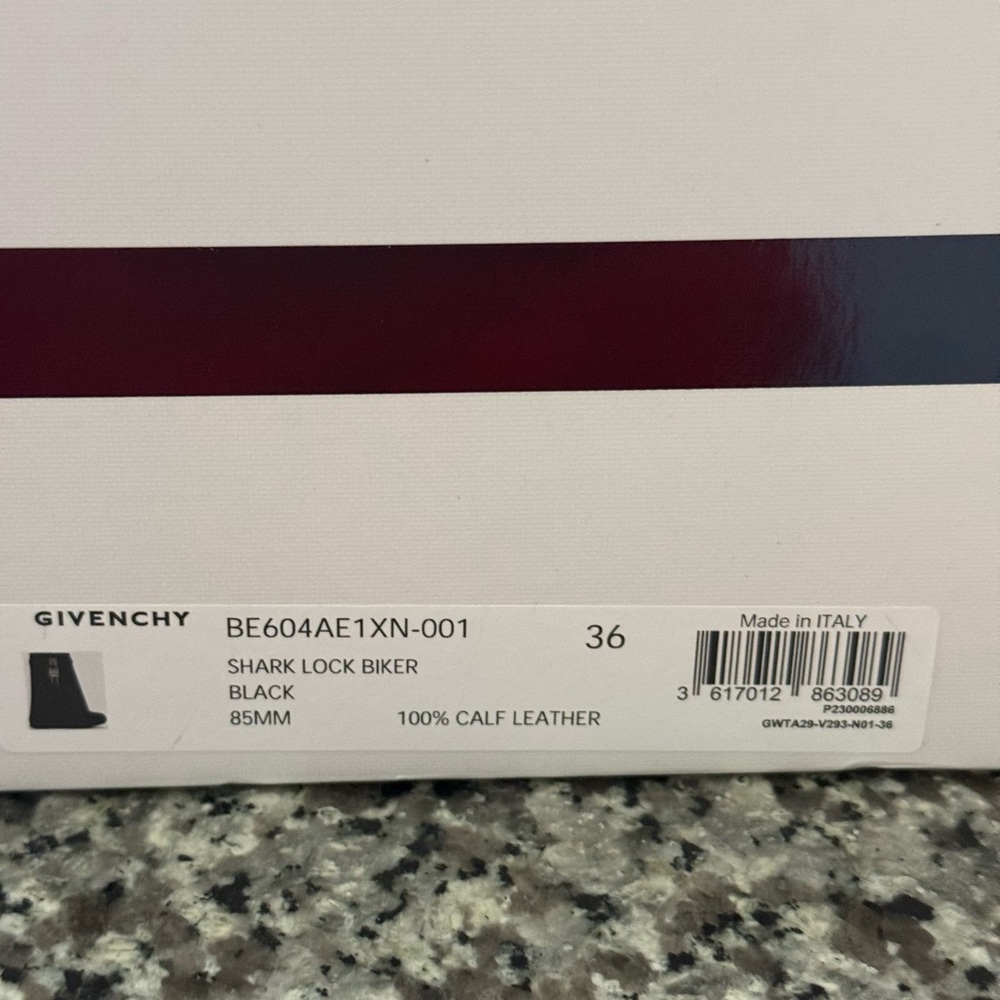 GIVENCHY
BE604AE1XN-001
36
SHARK LOCK BIKER
BLACK
85MM
100% CALF LEATHER
Made in ITALY
3 617012 863089
P230006886
GWTA29-V293-N01-36